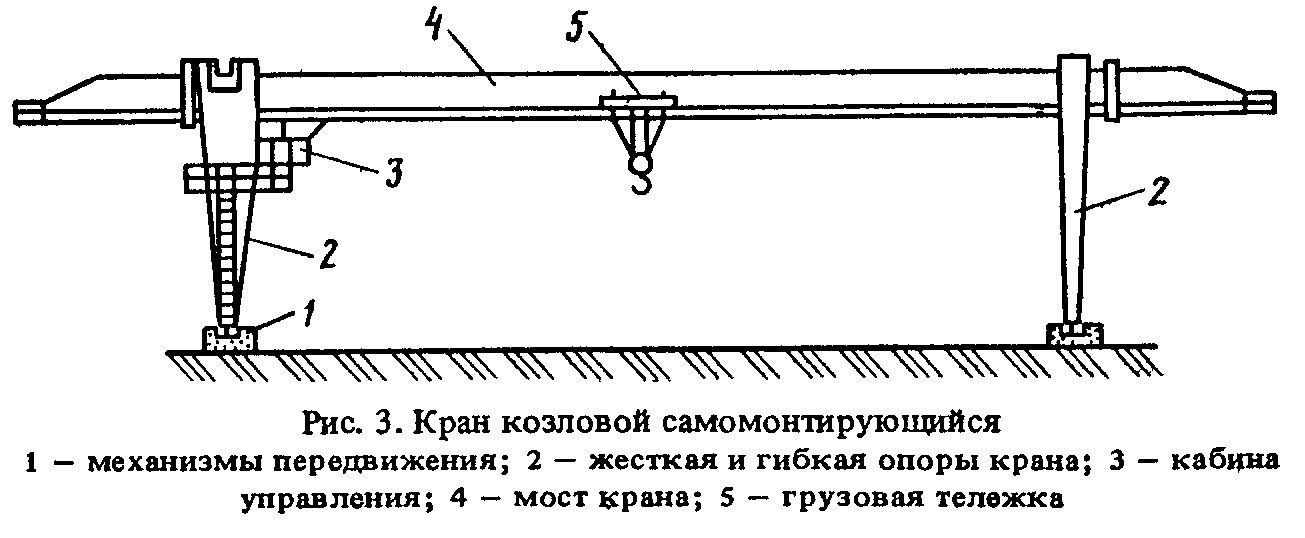 4
5
3
2
2
1
Рис. 3. Кран козловой самомонтирующийся
1 — механизмы передвижения; 2 — жесткая и гибкая опоры крана; 3 — кабина
управления; 4 — мост крана; 5 — грузовая тележка